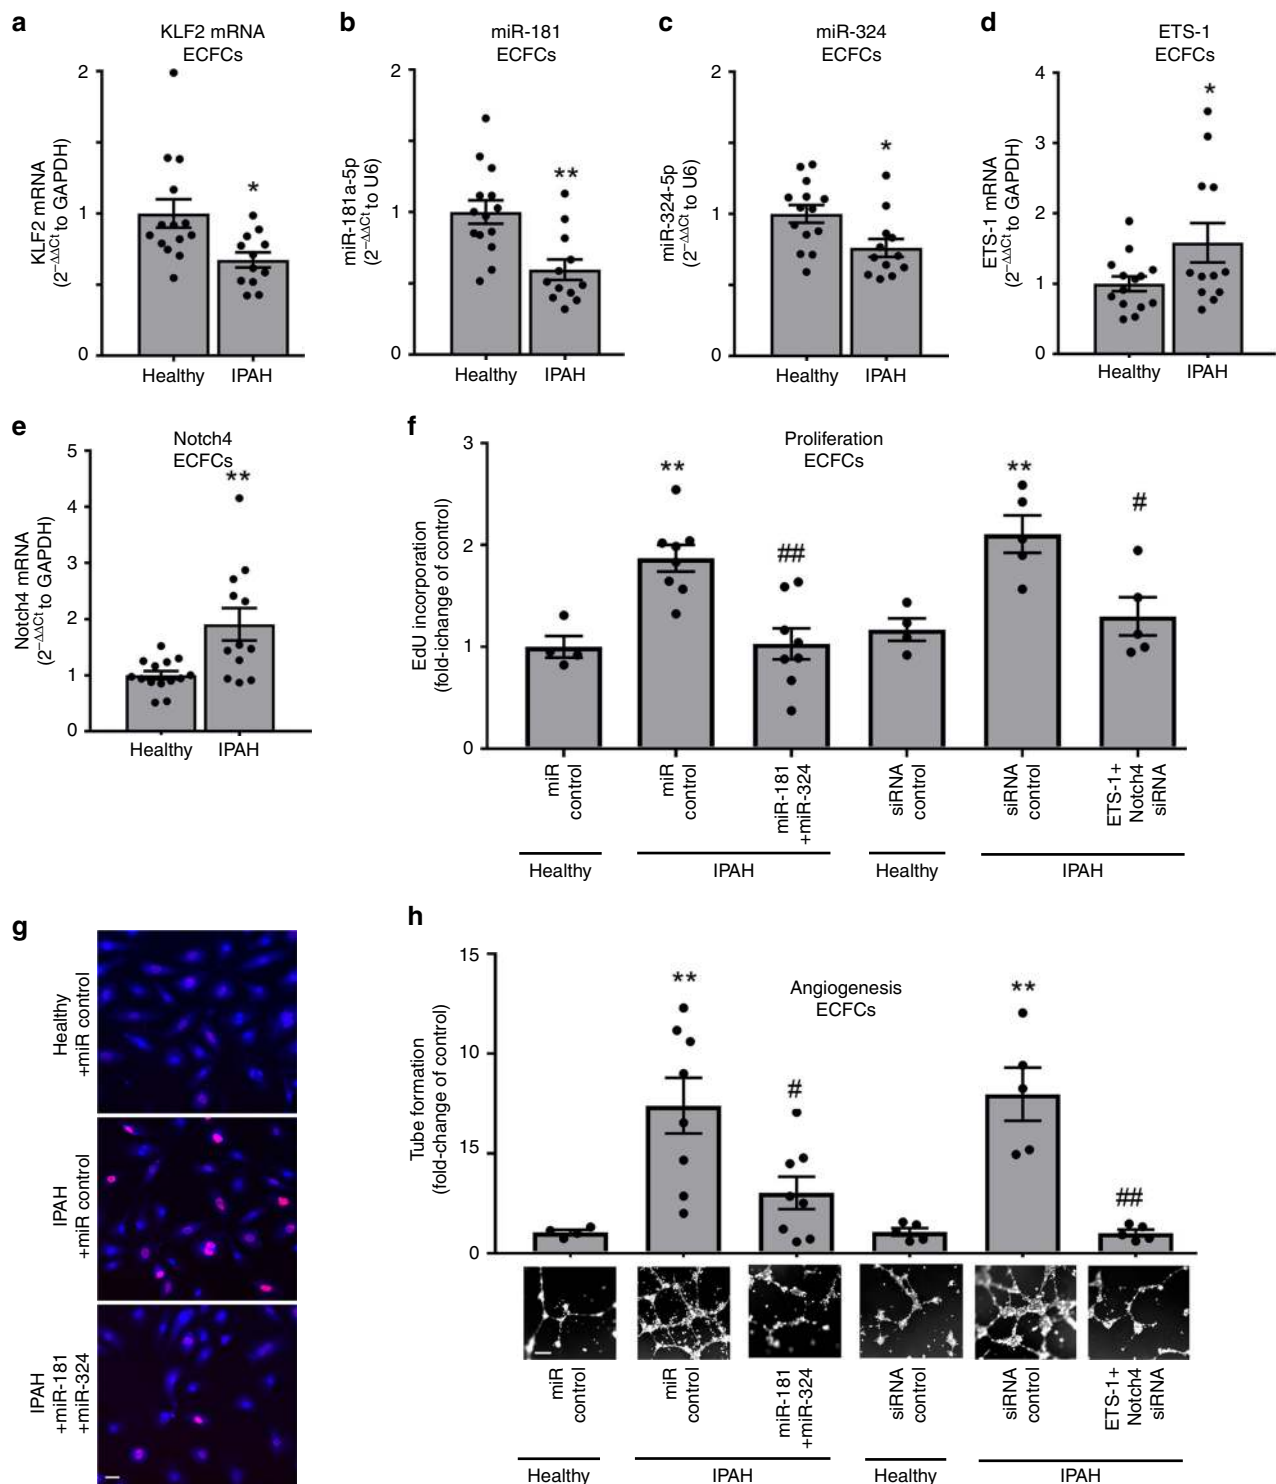 a
KLF2 mRNA
ECFCs
KLF2 mRNA
(2⁻ΔΔCt to GAPDH)
2
1
0
*
Healthy
IPAH
b
miR-181
ECFCs
miR-181a-5p
(2⁻ΔΔCt to U6)
2
1
0
**
Healthy
IPAH
c
miR-324
ECFCs
miR-324-5p
(2⁻ΔΔCt to U6)
2
1
0
*
Healthy
IPAH
d
ETS-1
ECFCs
ETS-1 mRNA
(2⁻ΔΔCt to GAPDH)
4
3
2
1
0
*
Healthy
IPAH
e
Notch4
ECFCs
Notch4 mRNA
(2⁻ΔΔCt to GAPDH)
5
4
3
2
1
0
**
Healthy
IPAH
f
Proliferation
ECFCs
EdU incorporation
(fold-ichange of control)
3
2
1
0
**
##
**
#
miR
control
miR
control
miR-181
+miR-324
siRNA
control
siRNA
control
ETS-1+
Notch4
siRNA
Healthy
IPAH
Healthy
IPAH
g
Healthy
+miR control
IPAH
+miR control
IPAH
+miR-181
+miR-324
h
Angiogenesis
ECFCs
Tube formation
(fold-change of control)
15
10
15
0
**
#
**
##
miR
control
miR
control
miR-181
+miR-324
siRNA
control
siRNA
control
ETS-1+
Notch4
siRNA
Healthy
IPAH
Healthy
IPAH